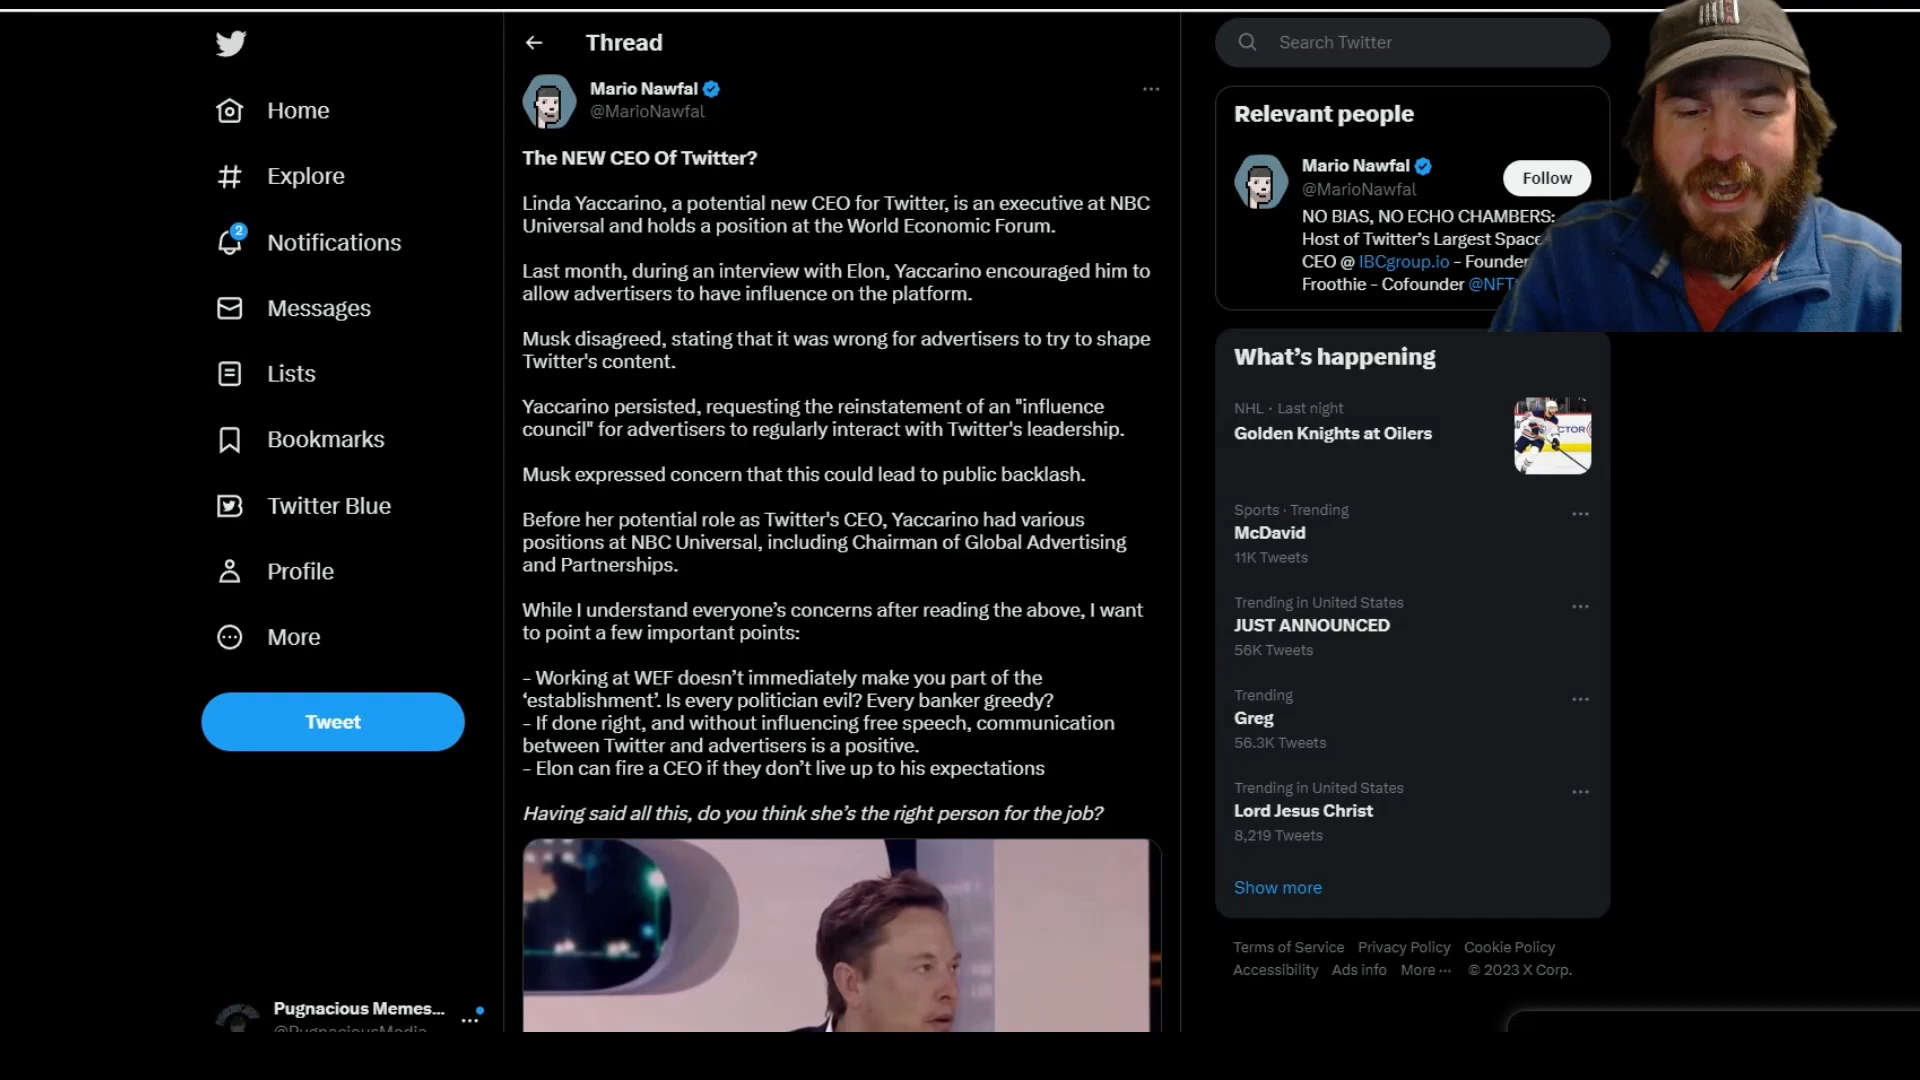 Home
Explore
2
Notifications
Messages
Lists
Bookmarks
Twitter Blue
Profile
More
Tweet
Pugnacious Memes...
@PugnaciousMedia
Thread
Mario Nawfal
@MarioNawfal
The NEW CEO Of Twitter?
Linda Yaccarino, a potential new CEO for Twitter, is an executive at NBC
Universal and holds a position at the World Economic Forum.
Last month, during an interview with Elon, Yaccarino encouraged him to
allow advertisers to have influence on the platform.
Musk disagreed, stating that it was wrong for advertisers to try to shape
Twitter's content.
Yaccarino persisted, requesting the reinstatement of an "influence
council" for advertisers to regularly interact with Twitter's leadership.
Musk expressed concern that this could lead to public backlash.
Before her potential role as Twitter's CEO, Yaccarino had various
positions at NBC Universal, including Chairman of Global Advertising
and Partnerships.
While I understand everyone’s concerns after reading the above, I want
to point a few important points:
- Working at WEF doesn’t immediately make you part of the
‘establishment’. Is every politician evil? Every banker greedy?
- If done right, and without influencing free speech, communication
between Twitter and advertisers is a positive.
- Elon can fire a CEO if they don’t live up to his expectations
Having said all this, do you think she’s the right person for the job?
Search Twitter
Relevant people
Mario Nawfal
@MarioNawfal
Follow
NO BIAS, NO ECHO CHAMBERS:
Host of Twitter’s Largest Space
CEO @ IBCgroup.io - Founder
Froothie - Cofounder @NFT
What’s happening
NHL · Last night
Golden Knights at Oilers
Sports · Trending
McDavid
11K Tweets
Trending in United States
JUST ANNOUNCED
56K Tweets
Trending
Greg
56.3K Tweets
Trending in United States
Lord Jesus Christ
8,219 Tweets
Show more
Terms of Service Privacy Policy Cookie Policy
Accessibility Ads info More ··· © 2023 X Corp.